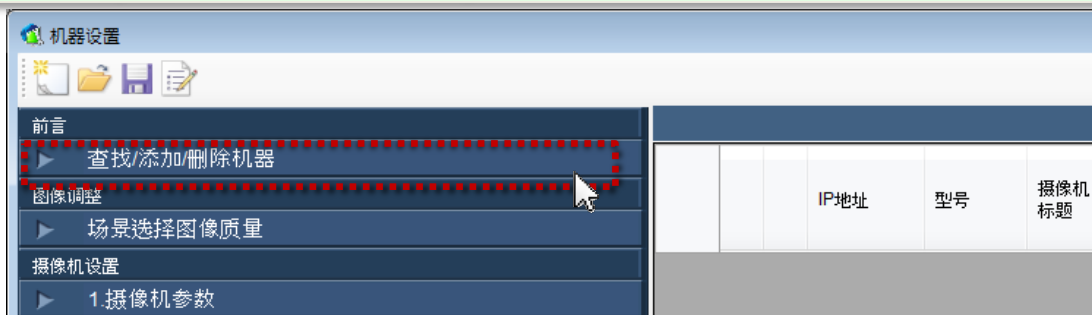 机器设置
前言
查找/添加/删除机器
图像调整
场景选择图像质量
摄像机设置
1.摄像机参数
IP地址
型号
摄像机
标题